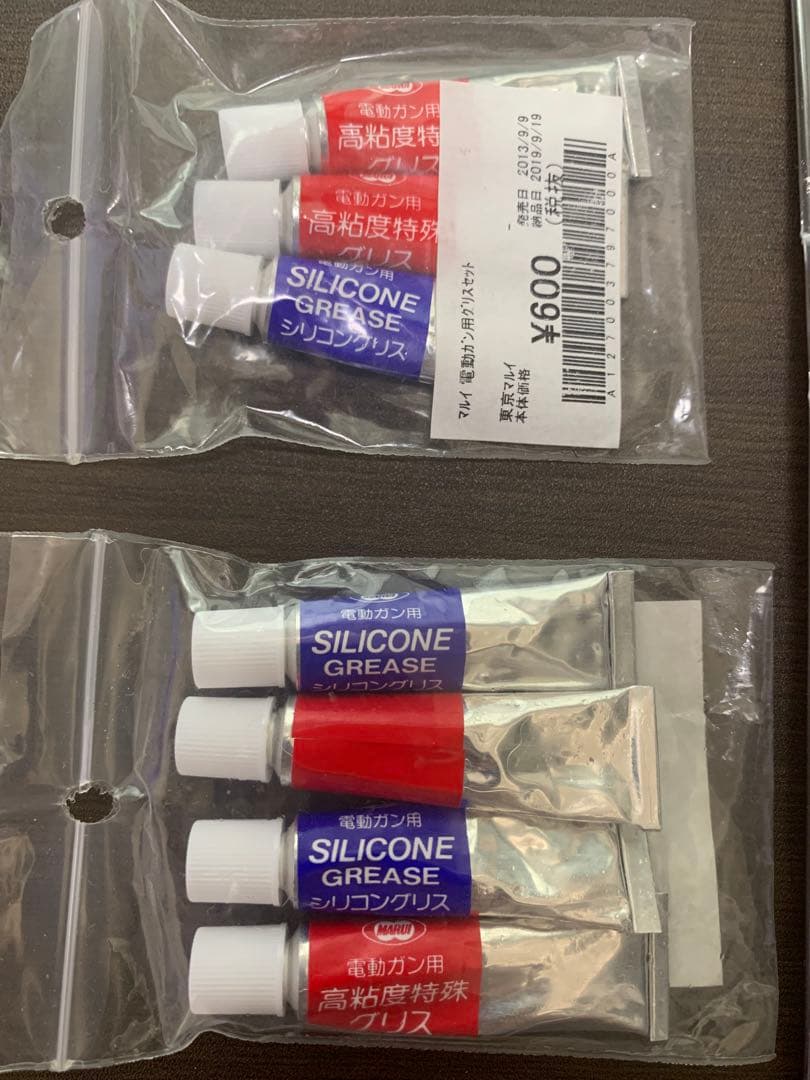 電動ガン用
高粘度特殊
グリス
電動ガン用
高粘度特殊
グリス
電動ガン用
SILICONE
GREASE
シリコングリス
ﾏﾙｲ 電動ｶﾞﾝ用ｸﾞﾘｽｾｯﾄ
東京マルイ
本体価格
¥600
(税抜)
発売日 2013/9/9
納品日 2019/9/19
A127003797000A
電動ガン用
SILICONE
GREASE
シリコングリス
電動ガン用
SILICONE
GREASE
シリコングリス
MARUI
電動ガン用
高粘度特殊
グリス